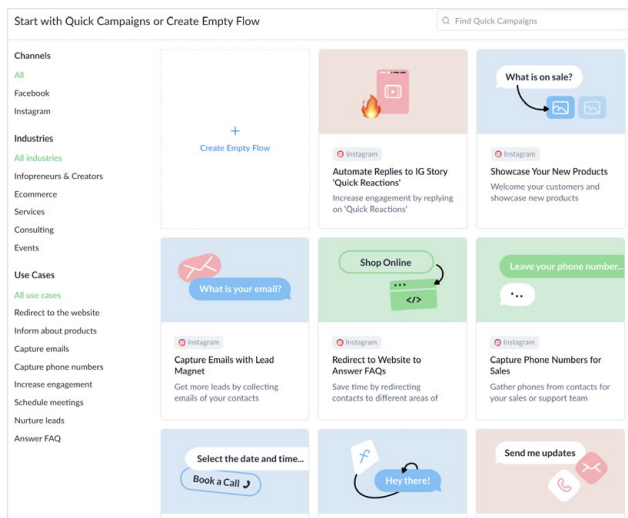 Start with Quick Campaigns or Create Empty Flow
Find Quick Campaigns
Channels
All
Facebook
Instagram
Industries
All industries
Infopreneurs & Creators
Ecommerce
Services
Consulting
Events
Use Cases
All use cases
Redirect to the website
Inform about products
Capture emails
Capture phone numbers
Increase engagement
Schedule meetings
Nurture leads
Answer FAQ
+
Create Empty Flow
Instagram
Automate Replies to IG Story
'Quick Reactions'
Increase engagement by replying
on 'Quick Reactions'
What is on sale?
Instagram
Showcase Your New Products
Welcome your customers and
showcase new products
What is your email?
Instagram
Capture Emails with Lead
Magnet
Get more leads by collecting
emails of your contacts
Shop Online
</>
Instagram
Redirect to Website to
Answer FAQs
Save time by redirecting
contacts to different areas of
Leave your phone number...
Instagram
Capture Phone Numbers for
Sales
Gather phones from contacts for
your sales or support team
Select the date and time...
Book a Call
Hey there!
Send me updates